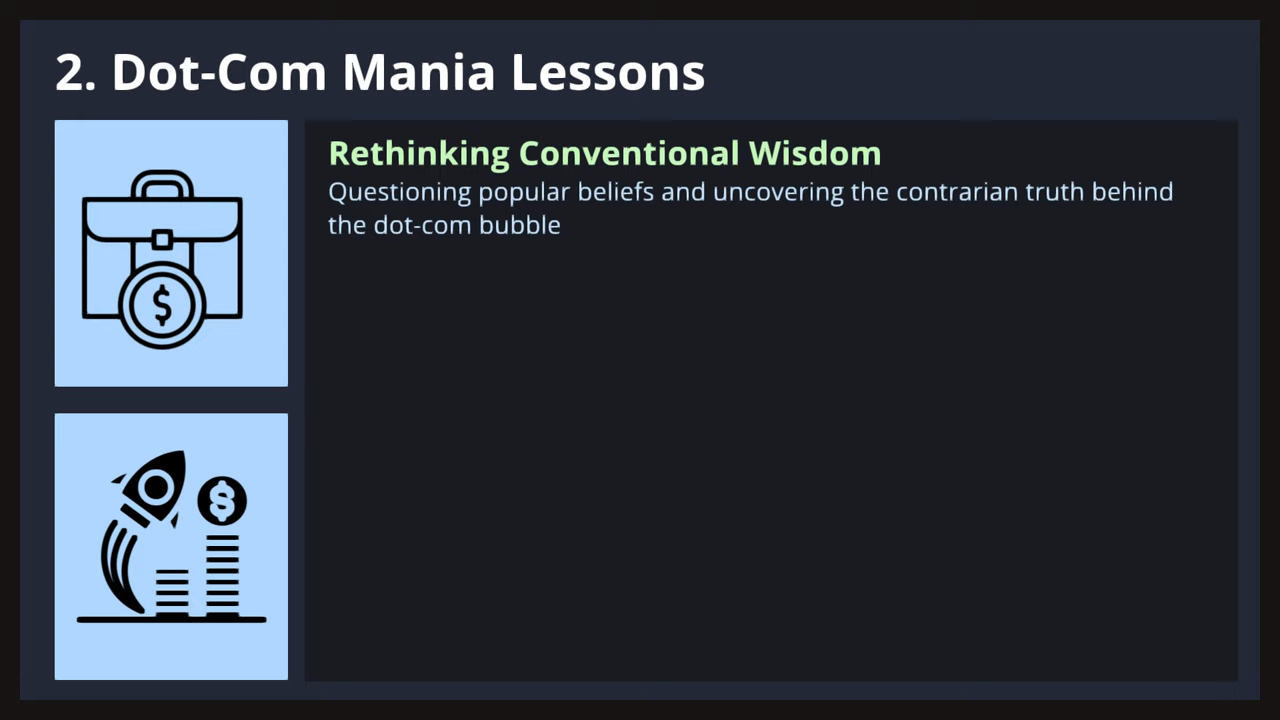 2. Dot-Com Mania Lessons
Rethinking Conventional Wisdom
Questioning popular beliefs and uncovering the contrarian truth behind
the dot-com bubble
$
$